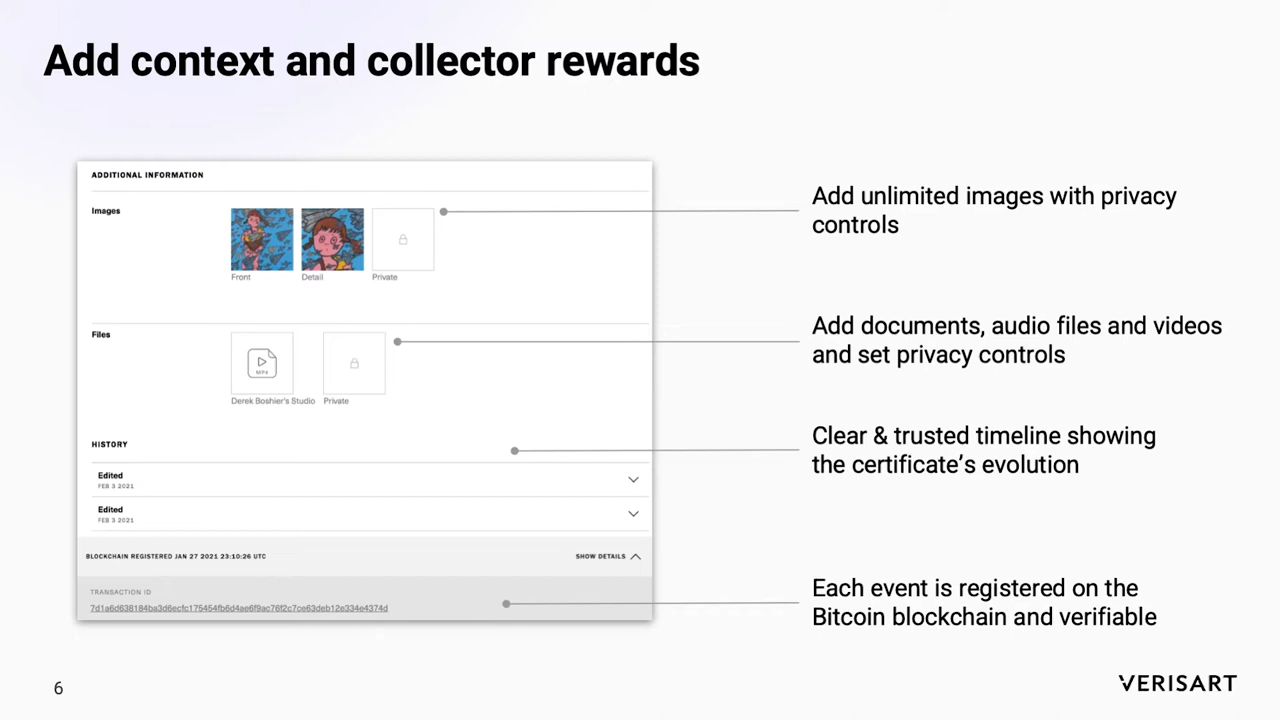 Add context and collector rewards
ADDITIONAL INFORMATION
Images
Front
Detail
Private
Add unlimited images with privacy
controls
Files
MP4
Derek Boshier's Studio
Private
Add documents, audio files and videos
and set privacy controls
HISTORY
Edited
FEB 3 2021
Edited
FEB 3 2021
Clear & trusted timeline showing
the certificate's evolution
BLOCKCHAIN REGISTERED JAN 27 2021 23:10:26 UTC
SHOW DETAILS
TRANSACTION ID
7d1a6d638184ba3d6ecfc175454fb6d4ae6f9ac76f2c7ce63deb12e334e4374d
Each event is registered on the
Bitcoin blockchain and verifiable
6
VERISART